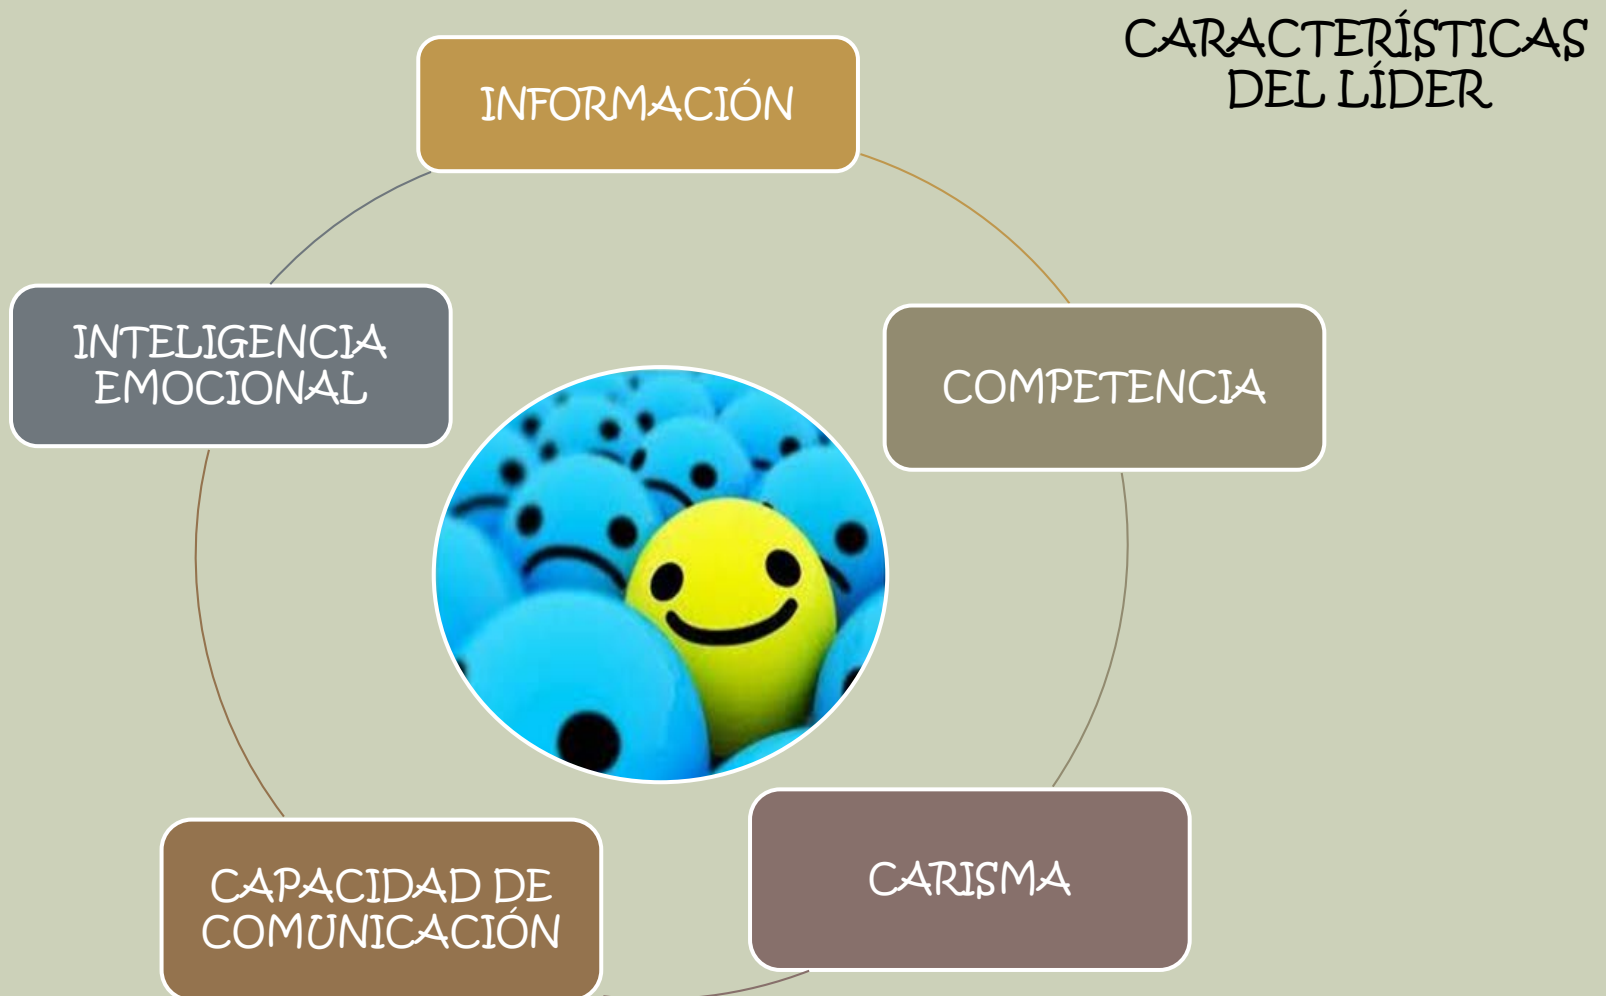 CARACTERÍSTICAS
DEL LÍDER
INFORMACIÓN
COMPETENCIA
CARISMA
CAPACIDAD DE
COMUNICACIÓN
INTELIGENCIA
EMOCIONAL